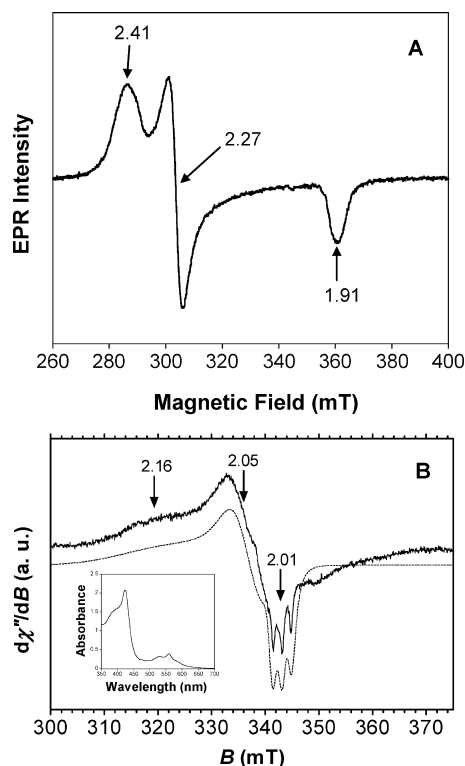 2.41
A
2.27
1.91
EPR Intensity
260 280 300 320 340 360 380 400
Magnetic Field (mT)
B
2.16
2.05
2.01
dχ"/dB (a. u.)
2.5
2
1.5
1
0.5
0
Absorbance
350 400 450 500 550 600 650 700
Wavelength (nm)
300 310 320 330 340 350 360 370
B (mT)